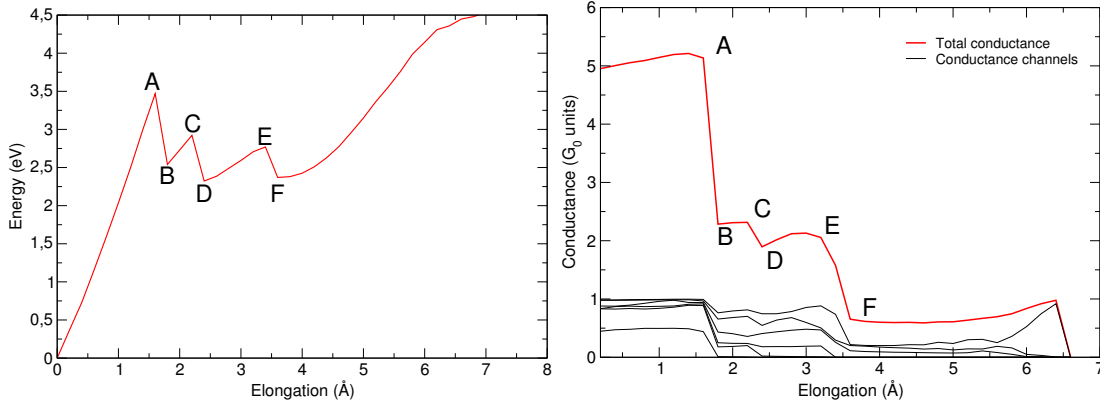 4,5
4
3,5
3
2,5
2
1,5
1
0,5
0
Energy (eV)
A
B
C
D
E
F
0 1 2 3 4 5 6 7 8
Elongation (Å)
6
5
4
3
2
1
0
Conductance (G0 units)
Total conductance
Conductance channels
A
B
C
D
E
F
1 2 3 4 5 6 7
Elongation (Å)